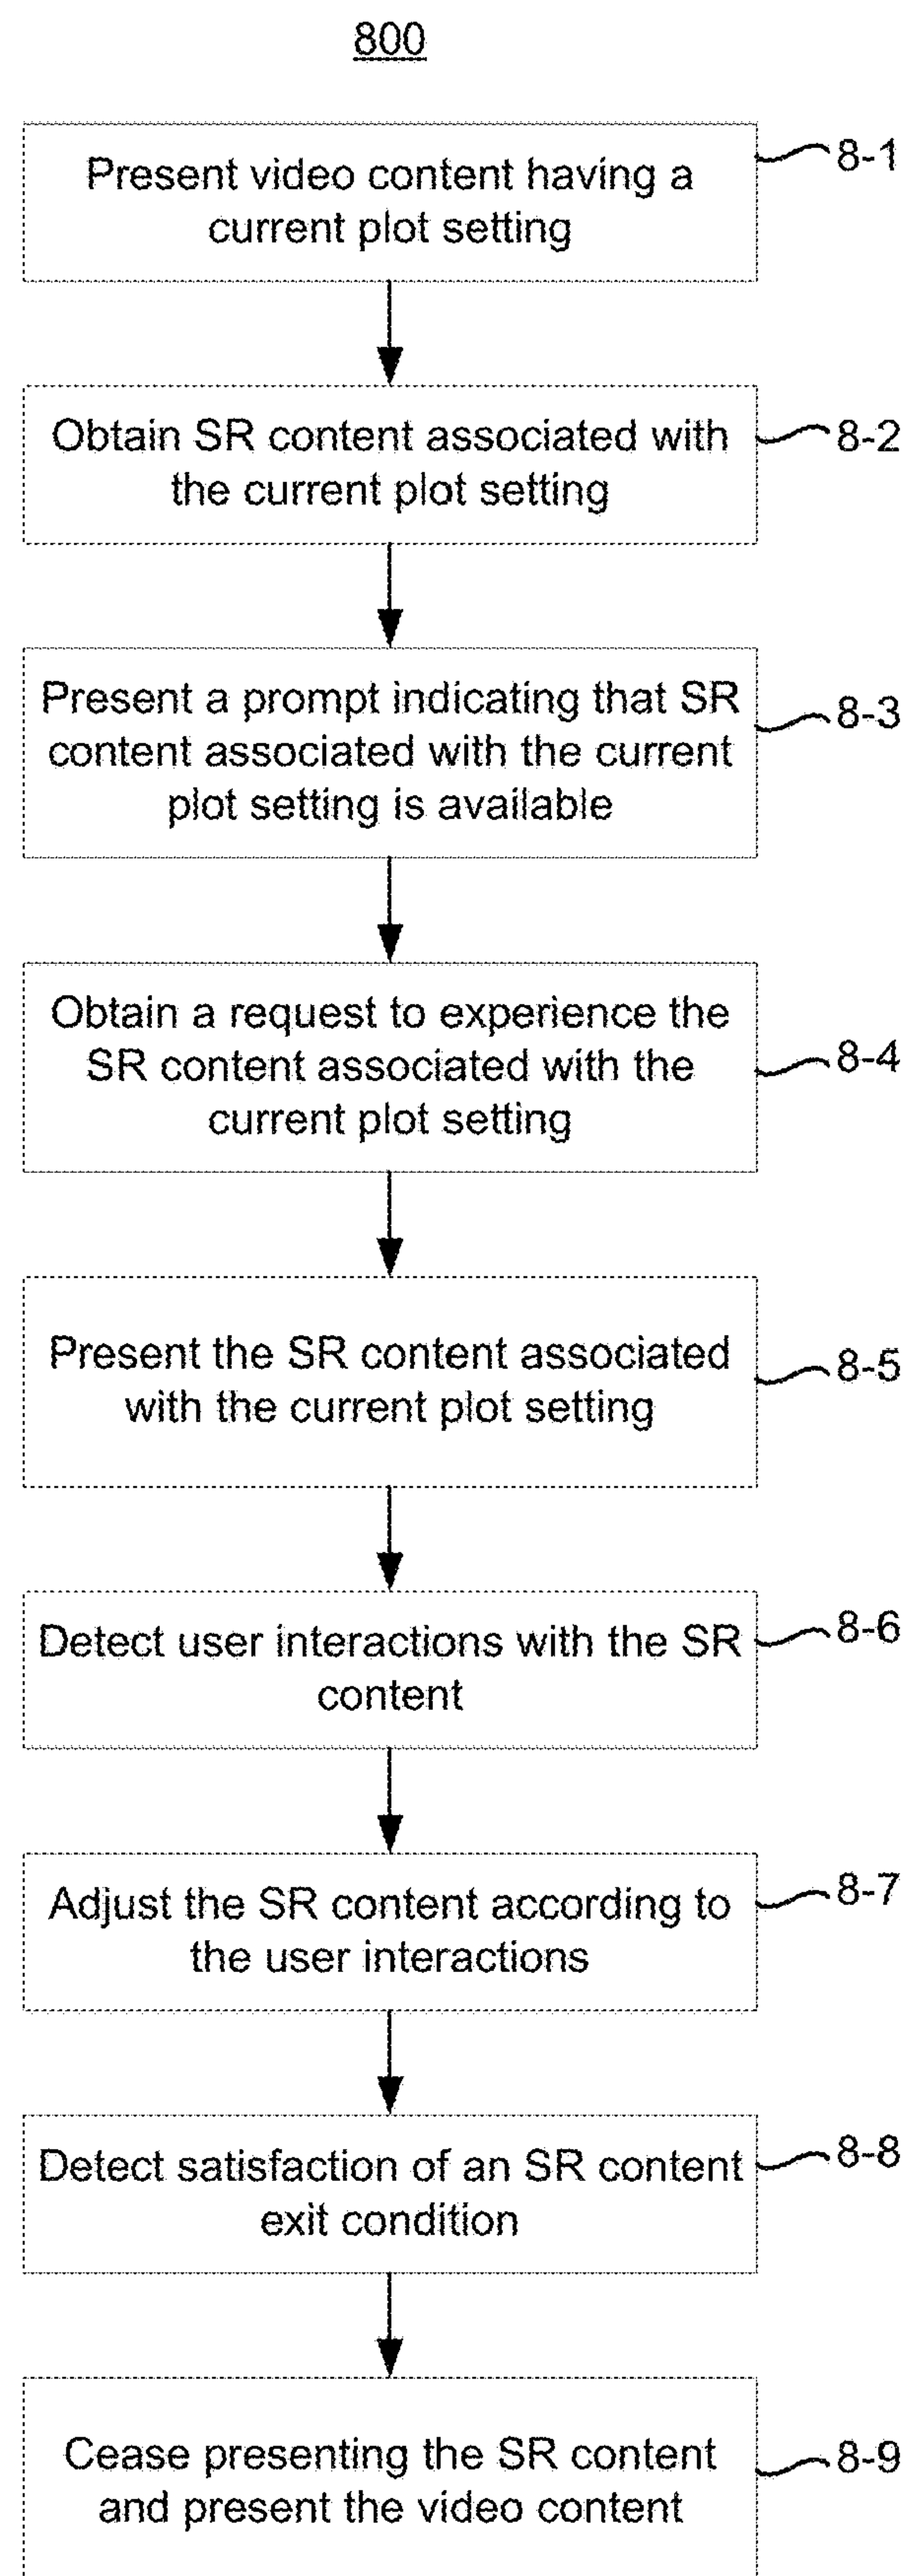 800
Present video content having a
current plot setting
8-1
Obtain SR content associated with
the current plot setting
8-2
Present a prompt indicating that SR
content associated with the current
plot setting is available
8-3
Obtain a request to experience the
SR content associated with the
current plot setting
8-4
Present the SR content associated
with the current plot setting
8-5
Detect user interactions with the SR
content
8-6
Adjust the SR content according to
the user interactions
8-7
Detect satisfaction of an SR content
exit condition
8-8
Cease presenting the SR content
and present the video content
8-9